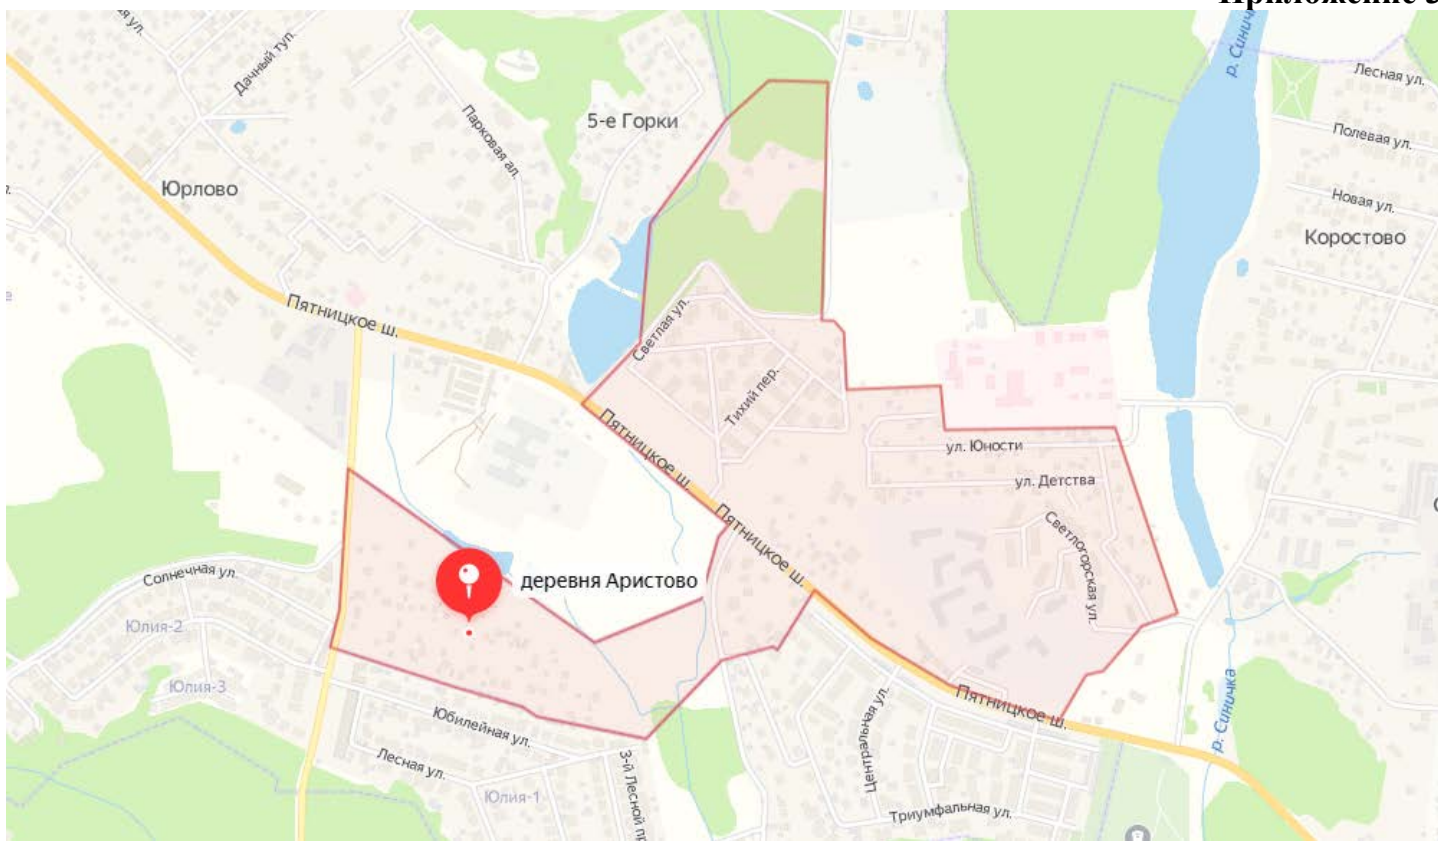 Приложение
р. Синичка
Дачный туп.
Лесная ул.
5-е Горки
Парковая ал.
Полевая ул.
Юрлово
Новая ул.
Коростово
Пятницкое ш.
Светлая ул.
Тихий пер.
Пятницкое ш.
ул. Юности
ул. Детства
Пятницкое ш.
Светлогорская ул.
деревня Аристово
Солнечная ул.
Юлия-2
Юлия-3
Юбилейная ул.
Пятницкое ш.
Центральная ул.
р. Синичка
Лесная ул.
3-й Лесной пр
Юлия-1
Триумфальная ул.